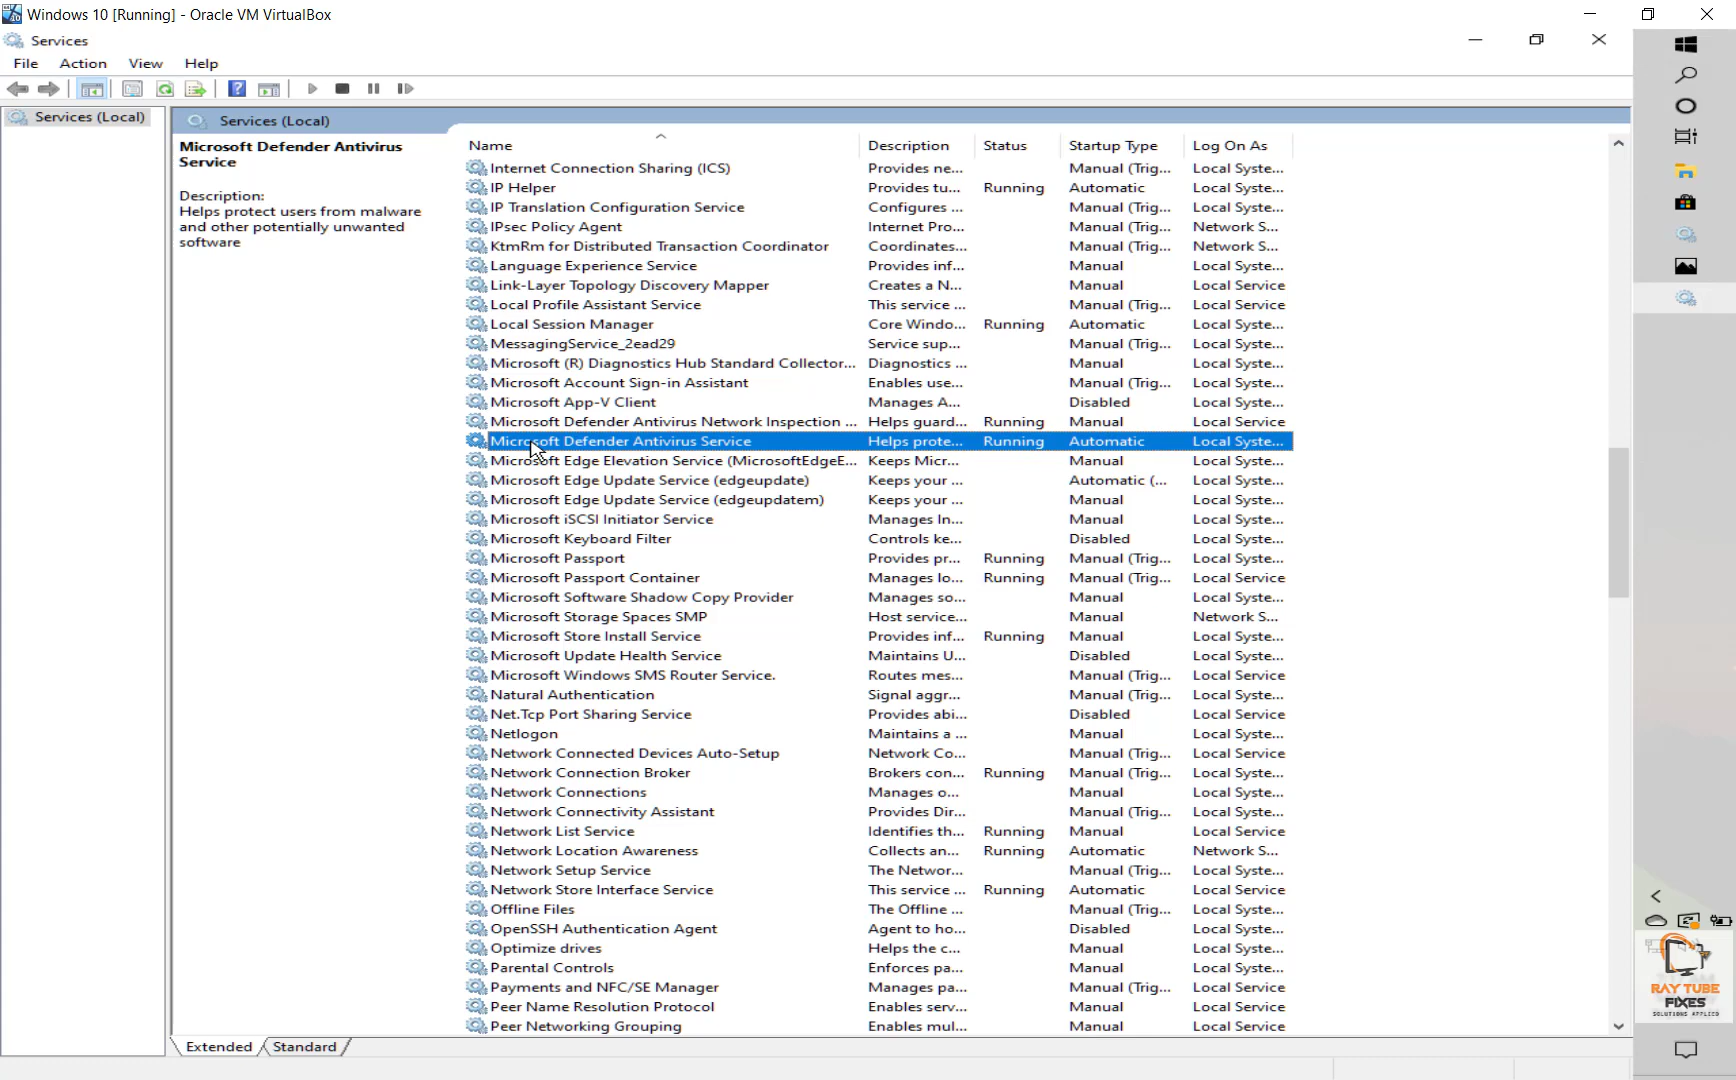 Windows 10 [Running] - Oracle VM VirtualBox
Services
File Action View Help
Services (Local)
Services (Local)
Microsoft Defender Antivirus
Service
Description:
Helps protect users from malware
and other potentially unwanted
software
Name Description Status Startup Type Log On As
Internet Connection Sharing (ICS) Provides ne... Manual (Trig... Local Syste...
IP Helper Provides tu... Running Automatic Local Syste...
IP Translation Configuration Service Configures ... Manual (Trig... Local Syste...
IPsec Policy Agent Internet Pro... Manual (Trig... Network S...
KtmRm for Distributed Transaction Coordinator Coordinates... Manual (Trig... Network S...
Language Experience Service Provides inf... Manual Local Syste...
Link-Layer Topology Discovery Mapper Creates a N... Manual Local Service
Local Profile Assistant Service This service ... Manual (Trig... Local Service
Local Session Manager Core Windo... Running Automatic Local Syste...
MessagingService_2ead29 Service sup... Manual (Trig... Local Syste...
Microsoft (R) Diagnostics Hub Standard Collector... Diagnostics ... Manual Local Syste...
Microsoft Account Sign-in Assistant Enables use... Manual (Trig... Local Syste...
Microsoft App-V Client Manages A... Disabled Local Syste...
Microsoft Defender Antivirus Network Inspection ... Helps guard... Running Manual Local Service
Microsoft Defender Antivirus Service Helps prote... Running Automatic Local Syste...
Microsoft Edge Elevation Service (MicrosoftEdgeE... Keeps Micr... Manual Local Syste...
Microsoft Edge Update Service (edgeupdate) Keeps your ... Automatic (... Local Syste...
Microsoft Edge Update Service (edgeupdatem) Keeps your ... Manual Local Syste...
Microsoft iSCSI Initiator Service Manages In... Manual Local Syste...
Microsoft Keyboard Filter Controls ke... Disabled Local Syste...
Microsoft Passport Provides pr... Running Manual (Trig... Local Syste...
Microsoft Passport Container Manages lo... Running Manual (Trig... Local Service
Microsoft Software Shadow Copy Provider Manages so... Manual Local Syste...
Microsoft Storage Spaces SMP Host service... Manual Network S...
Microsoft Store Install Service Provides inf... Running Manual Local Syste...
Microsoft Update Health Service Maintains U... Disabled Local Syste...
Microsoft Windows SMS Router Service. Routes mes... Manual (Trig... Local Service
Natural Authentication Signal aggr... Manual (Trig... Local Syste...
Net.Tcp Port Sharing Service Provides abi... Disabled Local Service
Netlogon Maintains a ... Manual Local Syste...
Network Connected Devices Auto-Setup Network Co... Manual (Trig... Local Service
Network Connection Broker Brokers con... Running Manual (Trig... Local Syste...
Network Connections Manages o... Manual Local Syste...
Network Connectivity Assistant Provides Dir... Manual (Trig... Local Syste...
Network List Service Identifies th... Running Manual Local Service
Network Location Awareness Collects an... Running Automatic Network S...
Network Setup Service The Networ... Manual (Trig... Local Syste...
Network Store Interface Service This service ... Running Automatic Local Service
Offline Files The Offline ... Manual (Trig... Local Syste...
OpenSSH Authentication Agent Agent to ho... Disabled Local Syste...
Optimize drives Helps the c... Manual Local Syste...
Parental Controls Enforces pa... Manual Local Syste...
Payments and NFC/SE Manager Manages pa... Manual (Trig... Local Service
Peer Name Resolution Protocol Enables serv... Manual Local Service
Peer Networking Grouping Enables mul... Manual Local Service
Extended Standard
RAY TUBE
FIXES
SOLUTIONS APPLIED